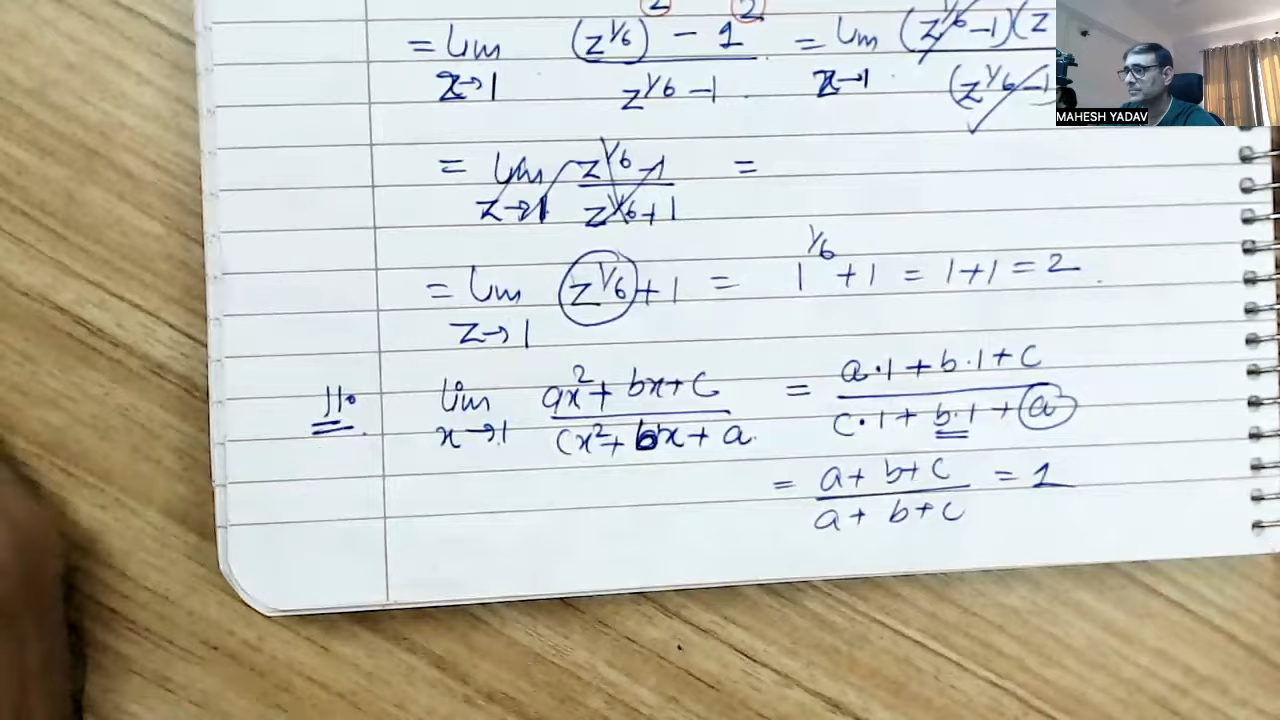 = lim z→1 ((z^1/6)^2 - 1^2)/(z^1/6 - 1) = lim z→1 (z^1/6 - 1)(z / (z^1/6 - 1
MAHESH YADAV
= lim z→1 (z^1/6 - 1)/(z^1/6 + 1) =
= lim z→1 z^1/6 + 1 = 1^1/6 + 1 = 1+1 = 2
11. lim x→1 (ax^2 + bx + c)/(cx^2 + bx + a) = (a·1 + b·1 + c)/(c·1 + b·1 + a)
= (a + b + c)/(a + b + c) = 1